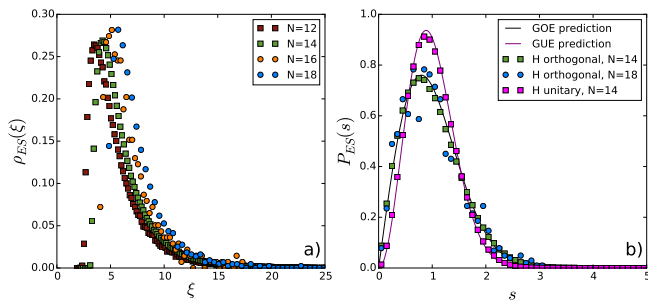 0.30
0.25
0.20
0.15
0.10
0.05
0.00
ρ_ES(ξ)
N=12
N=14
N=16
N=18
a)
0 5 10 15 20 25
ξ
1.0
0.8
0.6
0.4
0.2
0.0
P_ES(s)
GOE prediction
GUE prediction
H orthogonal, N=14
H orthogonal, N=18
H unitary, N=14
b)
0 1 2 3 4 5
s